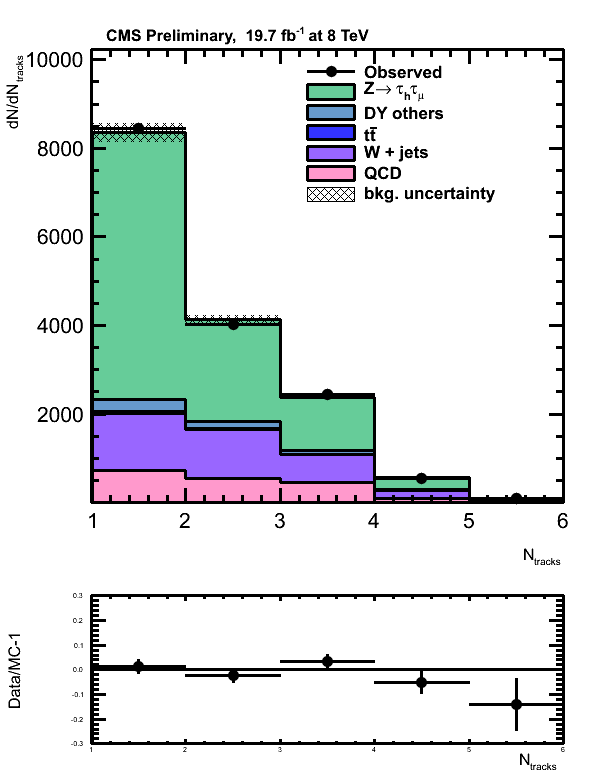 CMS Preliminary, 19.7 fb⁻¹ at 8 TeV
dN/dN_tracks
10000
8000
6000
4000
2000
Observed
Z→ τ_hτ_μ
DY others
tt̄
W + jets
QCD
bkg. uncertainty
1 2 3 4 5 6
N_tracks
Data/MC-1
0.3
0.2
0.1
0.0
-0.1
-0.2
-0.3
1 2 3 4 5 6
N_tracks